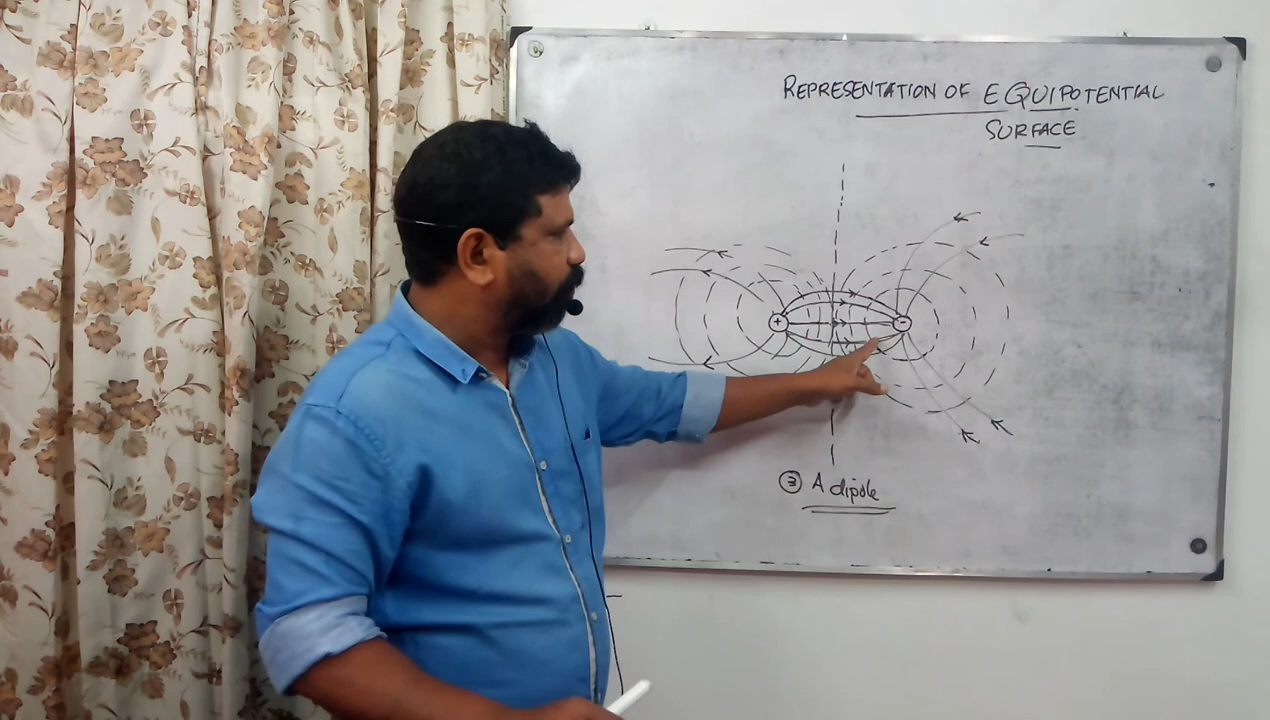 REPRESENTATION OF EQUIPOTENTIAL
SURFACE
+ -
③ A dipole